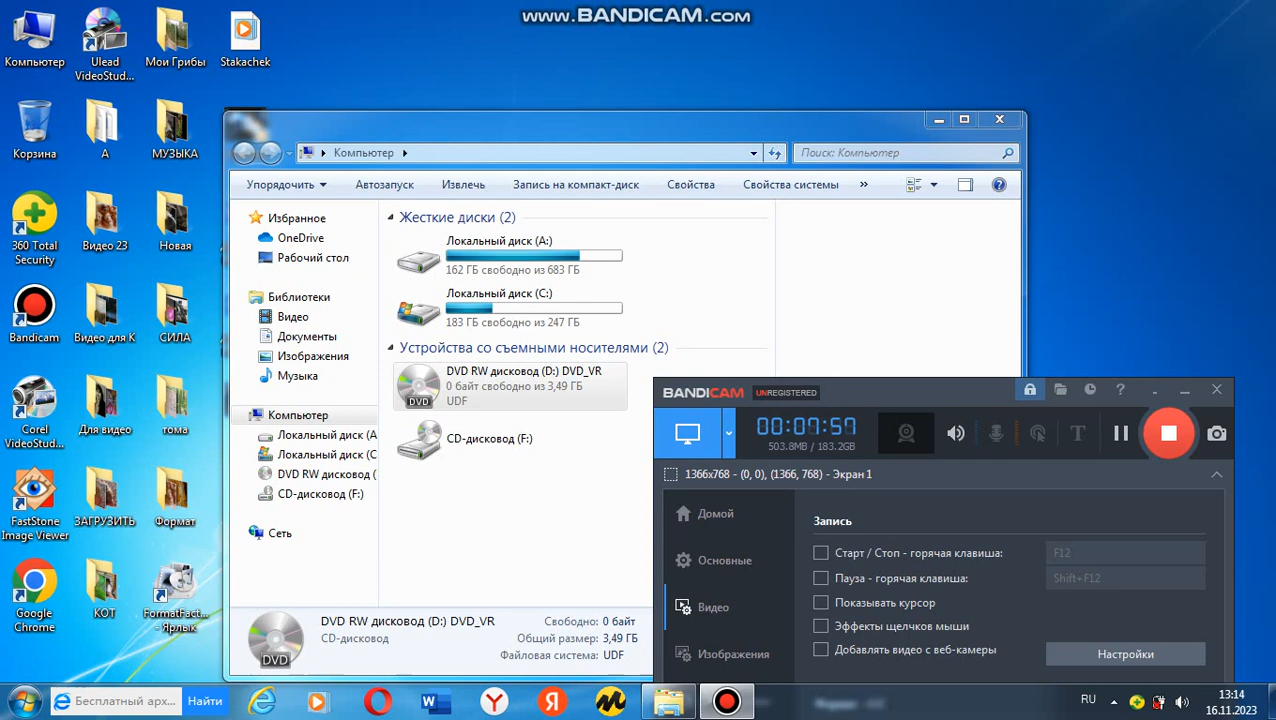 www.BANDICAM.com
Компьютер
Ulead VideoStud...
Мои Грибы
Stakachek
Корзина
А
МУЗЫКА
360 Total Security
Видео 23
Новая
Bandicam
Видео для К
СИЛА
Corel VideoStud...
Для видео
тома
FastStone Image Viewer
ЗАГРУЗИТЬ
Формат
Google Chrome
КОТ
FormatFact... - Ярлык
Компьютер
Поиск: Компьютер
Упорядочить
Автозапуск
Извлечь
Запись на компакт-диск
Свойства
Свойства системы
»
Избранное
OneDrive
Рабочий стол
Библиотеки
Видео
Документы
Изображения
Музыка
Компьютер
Локальный диск (A
Локальный диск (C
DVD RW дисковод (
CD-дисковод (F:)
Сеть
Жесткие диски (2)
Локальный диск (A:)
162 ГБ свободно из 683 ГБ
Локальный диск (C:)
183 ГБ свободно из 247 ГБ
Устройства со съемными носителями (2)
DVD RW дисковод (D:) DVD_VR
0 байт свободно из 3,49 ГБ
UDF
DVD
CD-дисковод (F:)
DVD
DVD RW дисковод (D:) DVD_VR
CD-дисковод
Свободно: 0 байт
Общий размер: 3,49 ГБ
Файловая система: UDF
BANDICAM
UNREGISTERED
00:07:57
503.8MB / 183.2GB
1366x768 - (0, 0), (1366, 768) - Экран 1
Домой
Основные
Видео
Изображения
Запись
Старт / Стоп - горячая клавиша:
F12
Пауза - горячая клавиша:
Shift+F12
Показывать курсор
Эффекты щелчков мыши
Добавлять видео с веб-камеры
Настройки
Бесплатный арх...
Найти
RU
13:14
16.11.2023